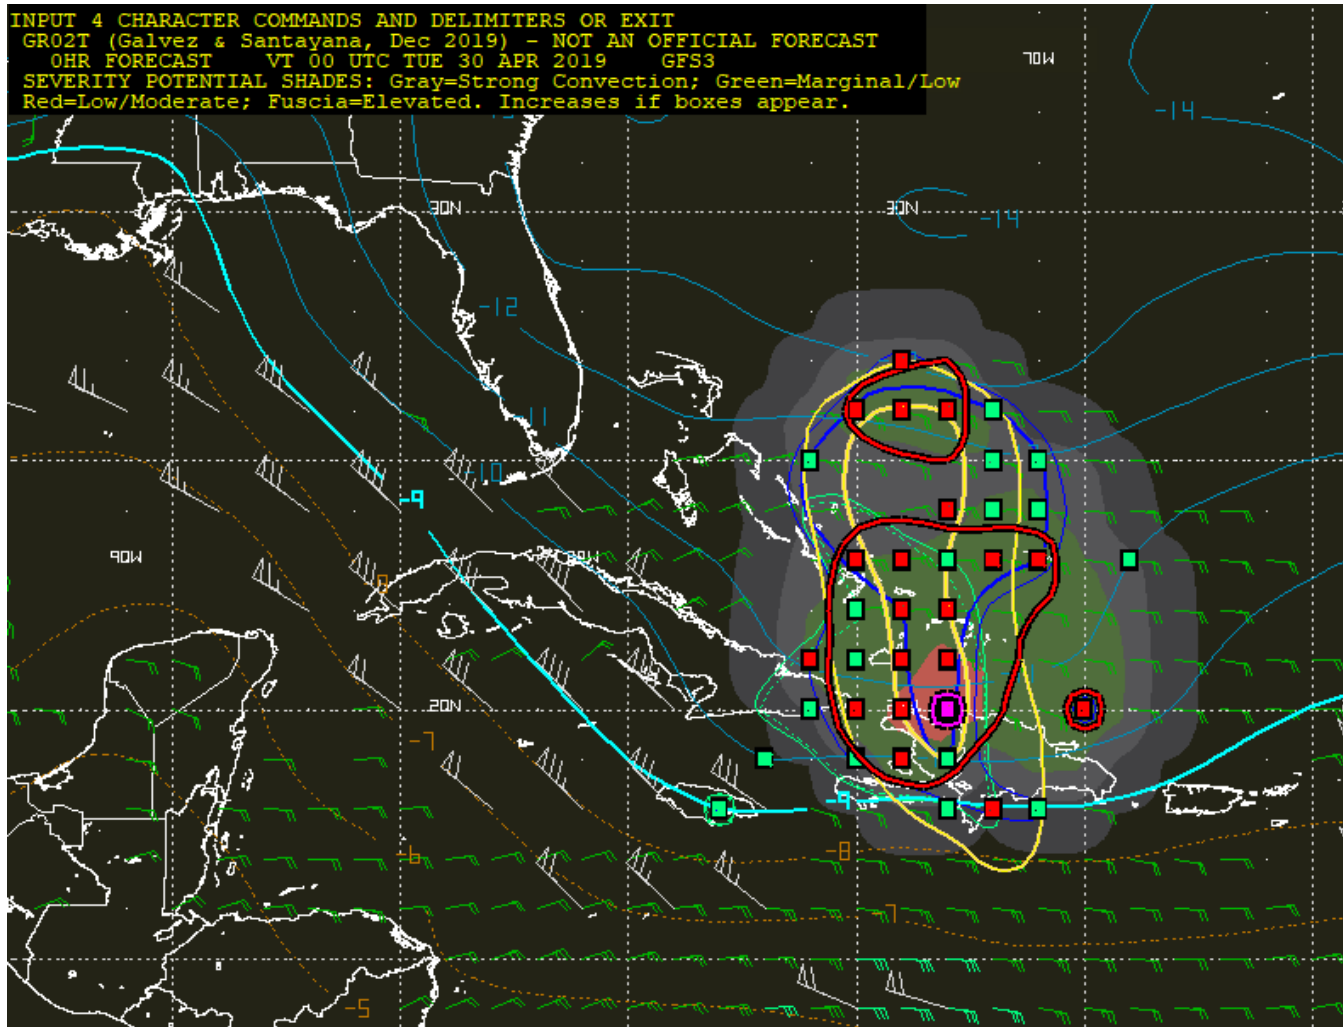 INPUT 4 CHARACTER COMMANDS AND DELIMITERS OR EXIT
GR02T (Galvez & Santayana, Dec 2019) - NOT AN OFFICIAL FORECAST
0HR FORECAST VT 00 UTC TUE 30 APR 2019 GFS3
SEVERITY POTENTIAL SHADES: Gray=Strong Convection; Green=Marginal/Low
Red=Low/Moderate; Fuscia=Elevated. Increases if boxes appear.
70W
-14
30N
30N
-14
-12
-11
-10
-9
90W
-8
20N
-7
-9
-6
-8
-7
-5